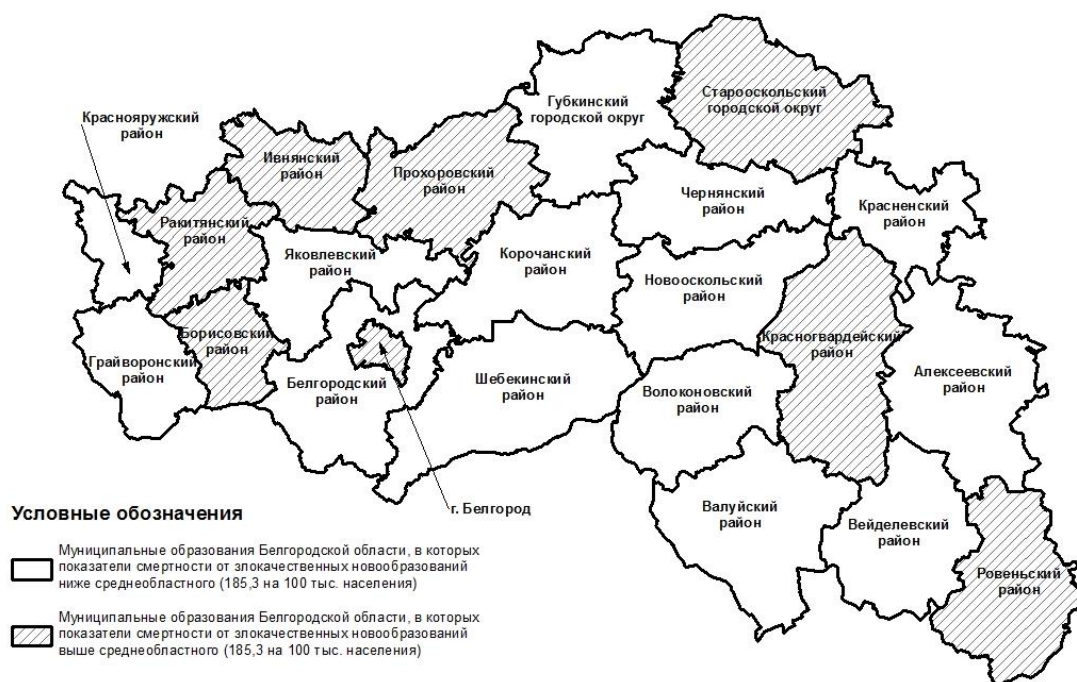 Губкинский
городской округ
Старооскольский
городской округ
Краснояружский
район
Ивнянский
район
Прохоровский
район
Чернянский
район
Красненский
район
Ракитянский
район
Яковлевский
район
Корочанский
район
Новооскольский
район
Красногвардейский
район
Борисовский
район
Грайворонский
район
Белгородский
район
Шебекинский
район
Волоконовский
район
Алексеевский
район
г. Белгород
Валуйский
район
Вейделевский
район
Ровеньский
район
Условные обозначения
Муниципальные образования Белгородской области, в которых
показатели смертности от злокачественных новообразований
ниже среднеобластного (185,3 на 100 тыс. населения)
Муниципальные образования Белгородской области, в которых
показатели смертности от злокачественных новообразований
выше среднеобластного (185,3 на 100 тыс. населения)